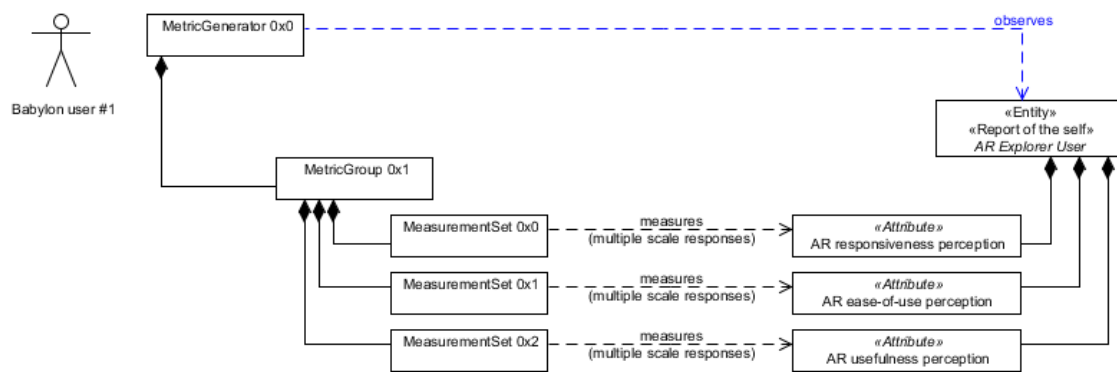 MetricGenerator 0x0
observes
Babylon user #1
«Entity»
«Report of the self»
AR Explorer User
MetricGroup 0x1
MeasurementSet 0x0
measures
(multiple scale responses)
«Attribute»
AR responsiveness perception
MeasurementSet 0x1
measures
(multiple scale responses)
«Attribute»
AR ease-of-use perception
MeasurementSet 0x2
measures
(multiple scale responses)
«Attribute»
AR usefulness perception